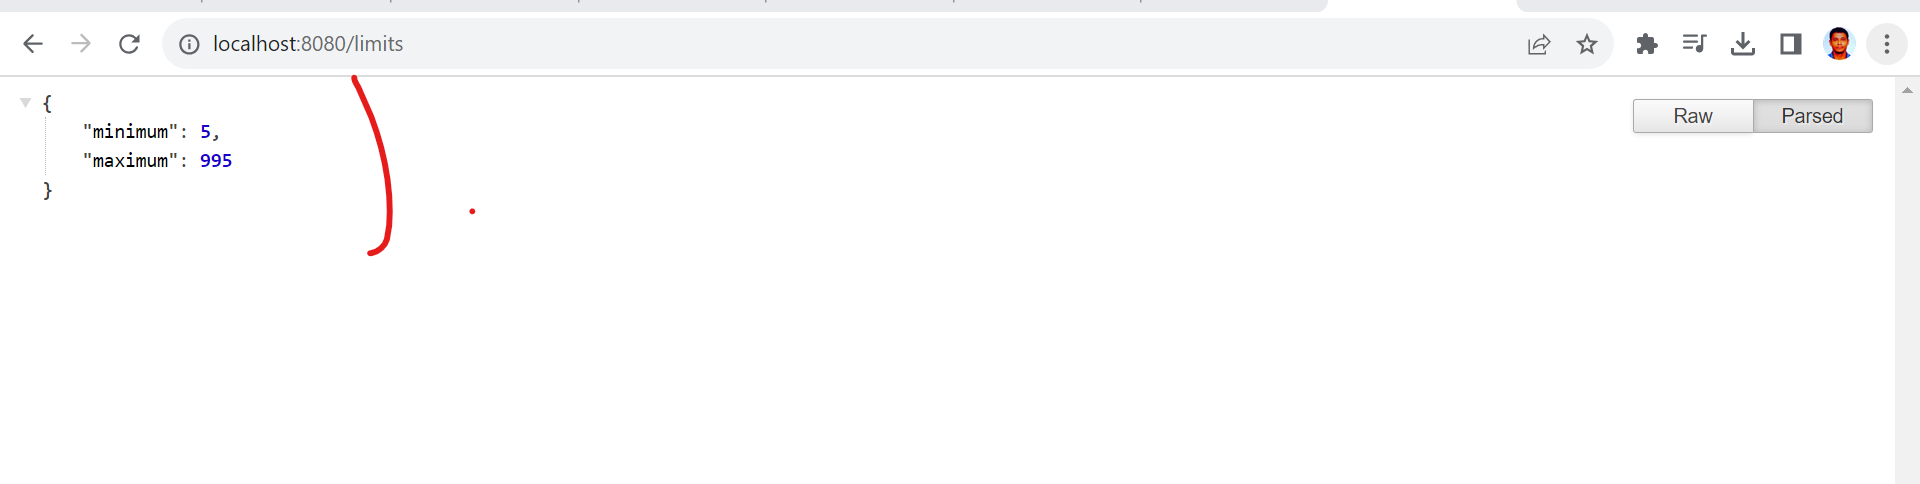 localhost:8080/limits
{
"minimum": 5,
"maximum": 995
}
Raw Parsed